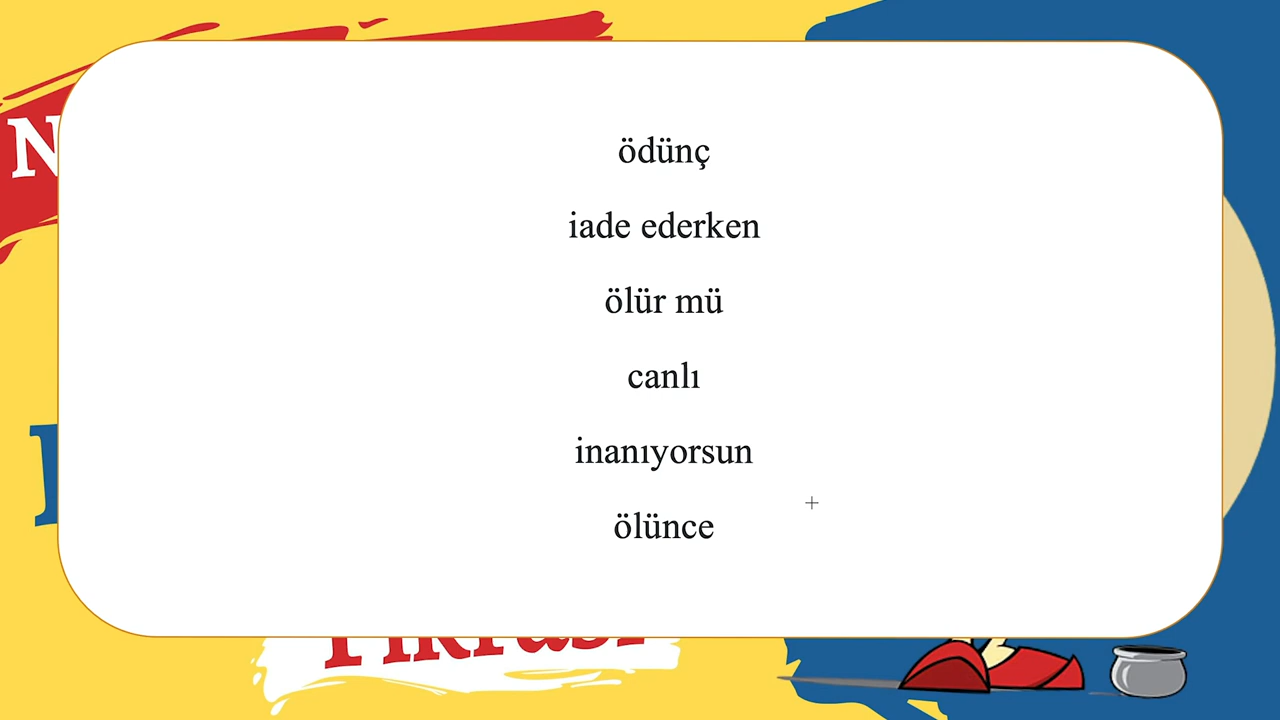 ödünç
iade ederken
ölür mü
canlı
inanıyorsun
ölünce